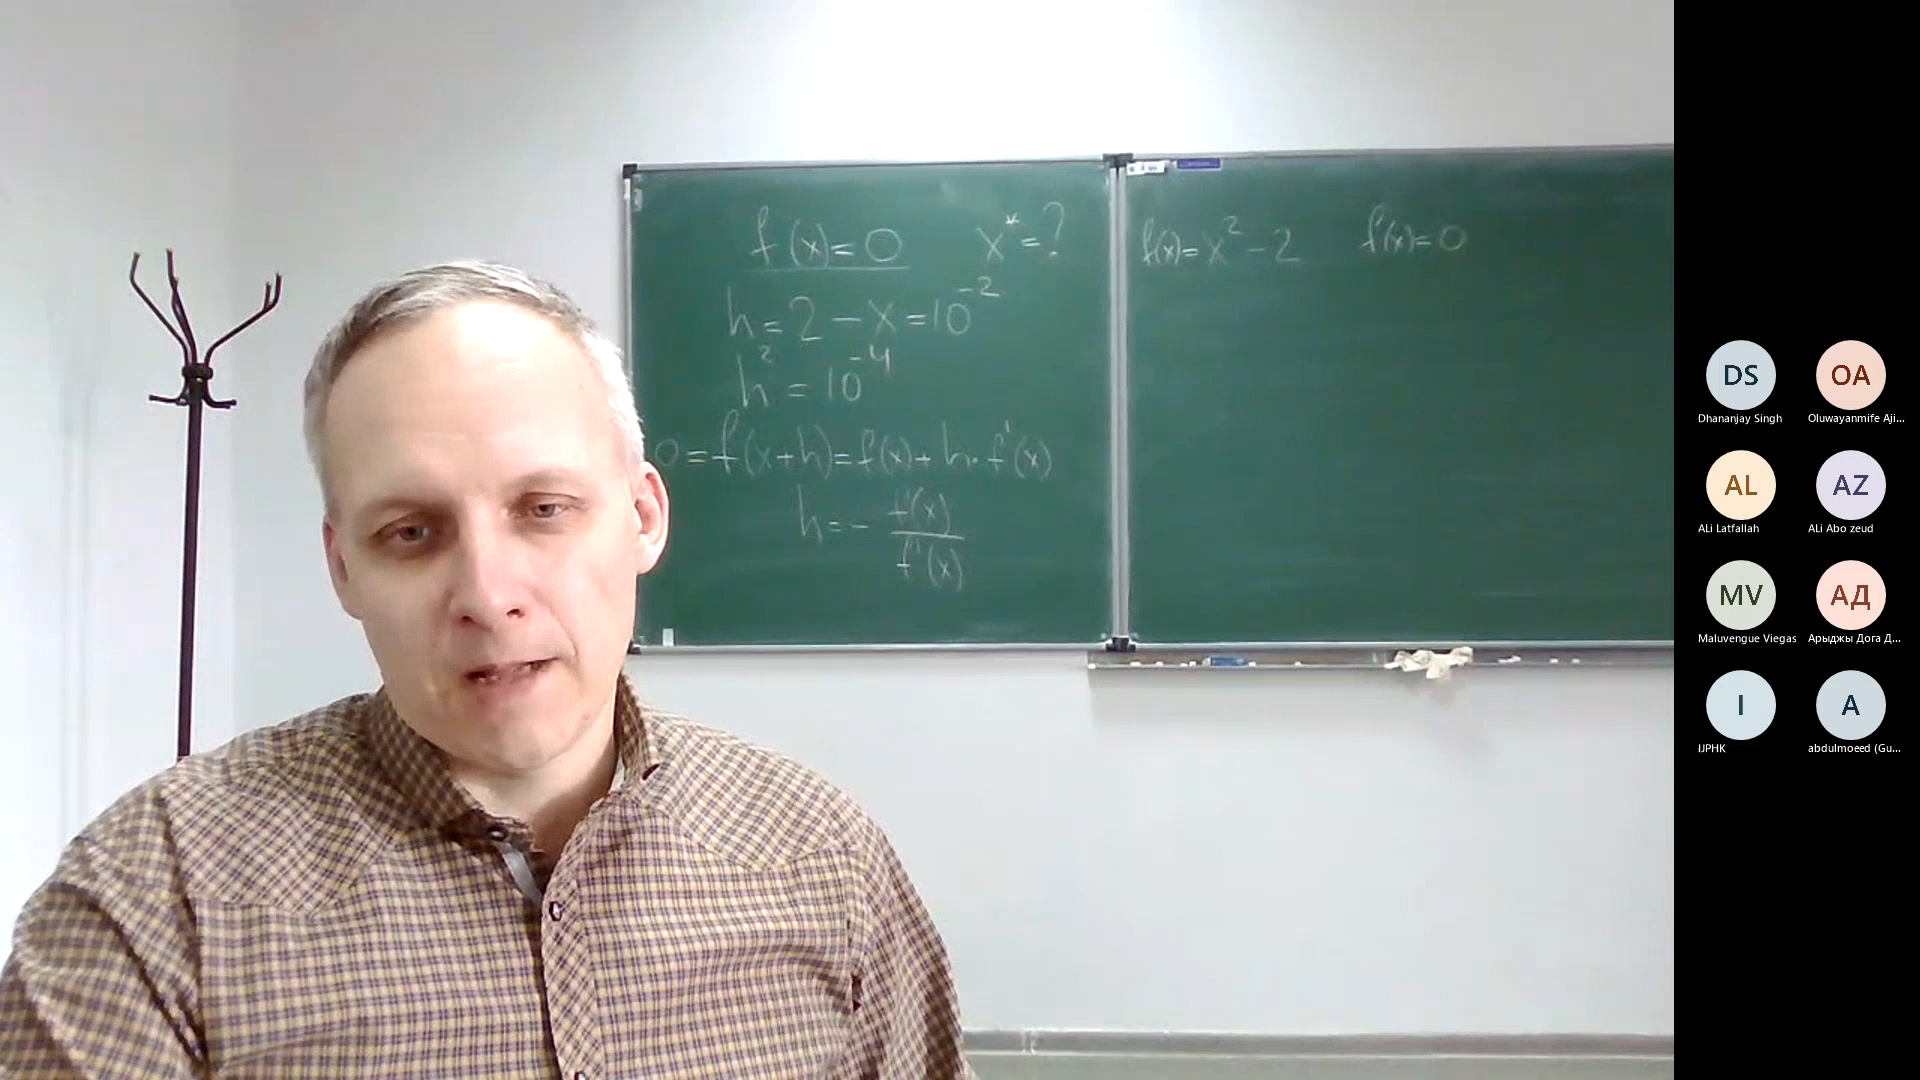 f(x)=0 x*=?
h=2-x=10⁻²
h²=10⁻⁴
0=f(x+h)=f(x)+h·f'(x)
h=- f(x)/f'(x)
f(x)=x²-2 f(x)=0
DS OA
Dhananjay Singh Oluwayanmife Aji...
AL AZ
ALi Latfallah ALi Abo zeud
MV АД
Maluvengue Viegas Арыджы Дога Д...
I A
IJPHK abdulmoeed (Gu...